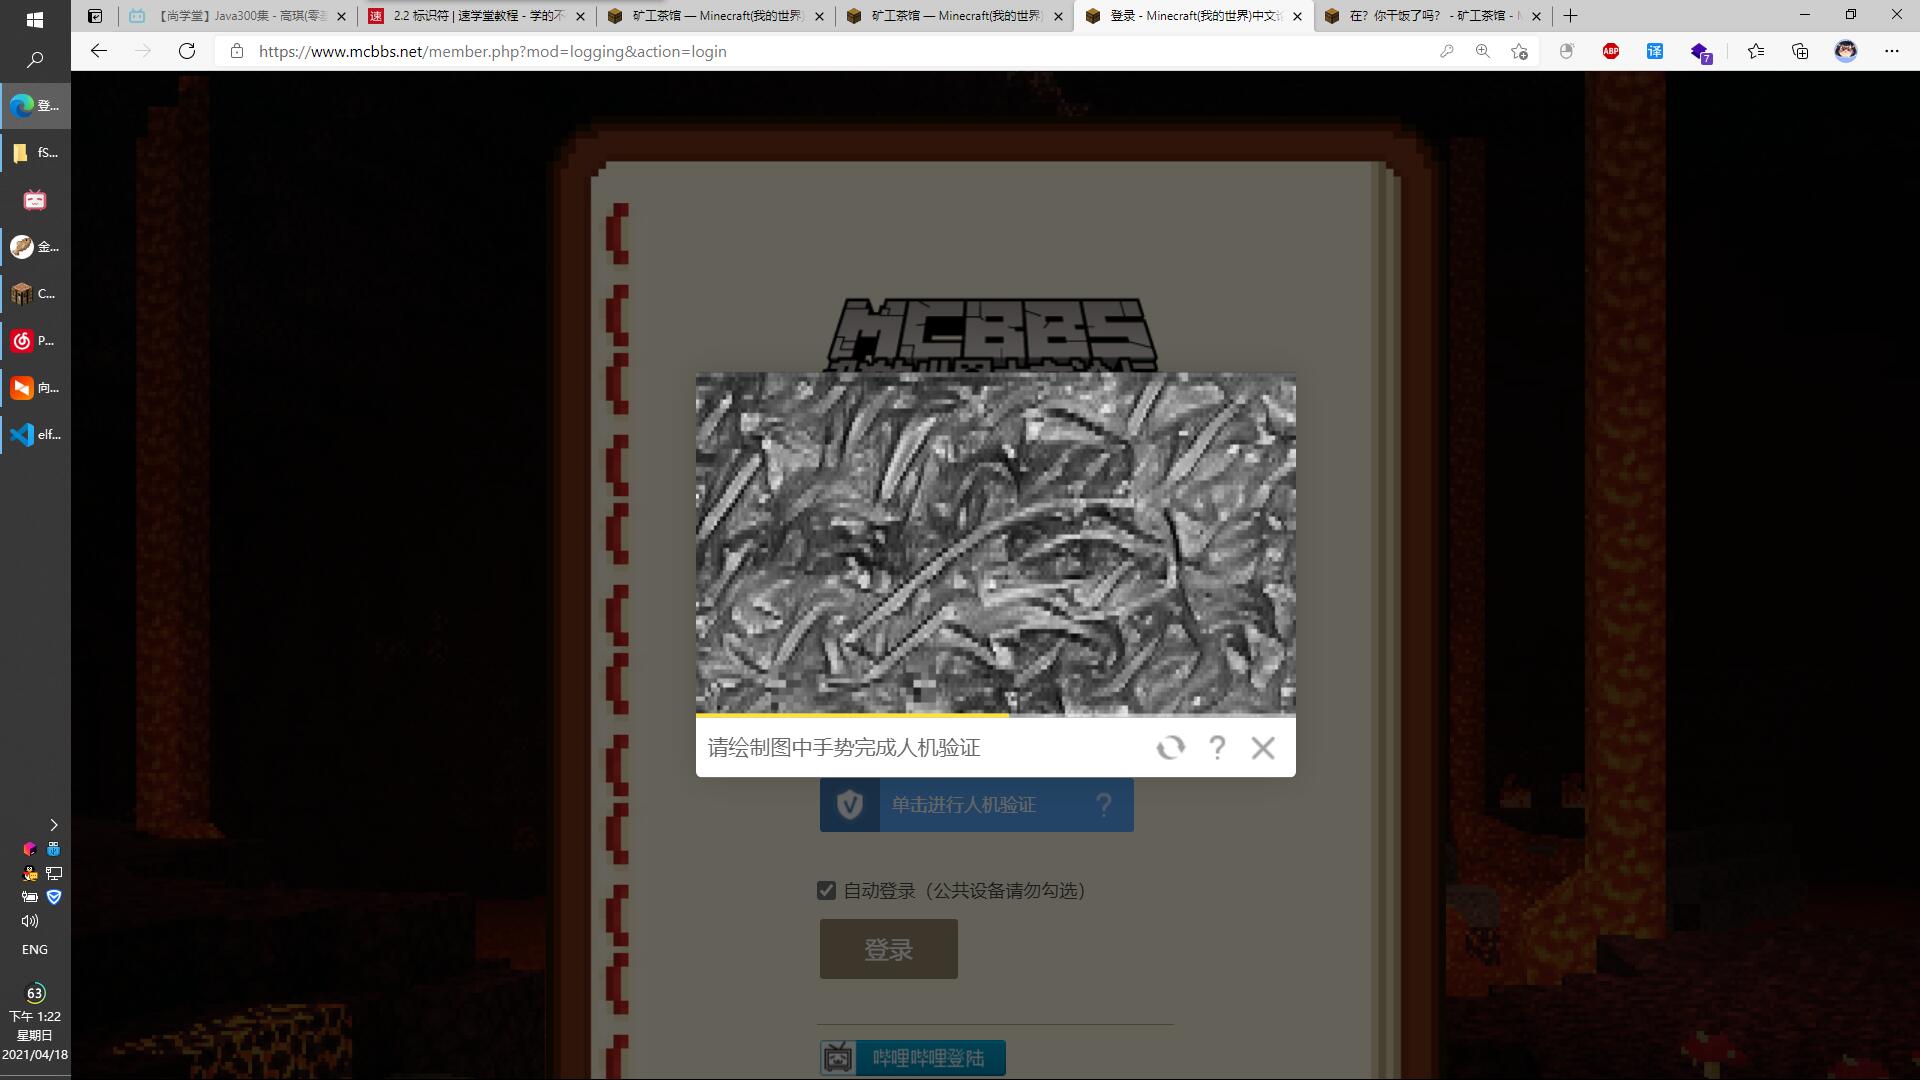 【尚学堂】Java300集 - 高琪(零基
2.2 标识符 | 速学堂教程 - 学的不
矿工茶馆 — Minecraft(我的世界)
矿工茶馆 — Minecraft(我的世界)
登录 - Minecraft(我的世界)中文论
在？你干饭了吗？ - 矿工茶馆 - M
https://www.mcbbs.net/member.php?mod=logging&action=login
ABP
译
7
登...
fS...
金...
C...
P...
向...
elf...
MCBBS
请绘制图中手势完成人机验证
单击进行人机验证
自动登录（公共设备请勿勾选）
登录
哔哩哔哩登陆
ENG
63
下午 1:22
星期日
2021/04/18